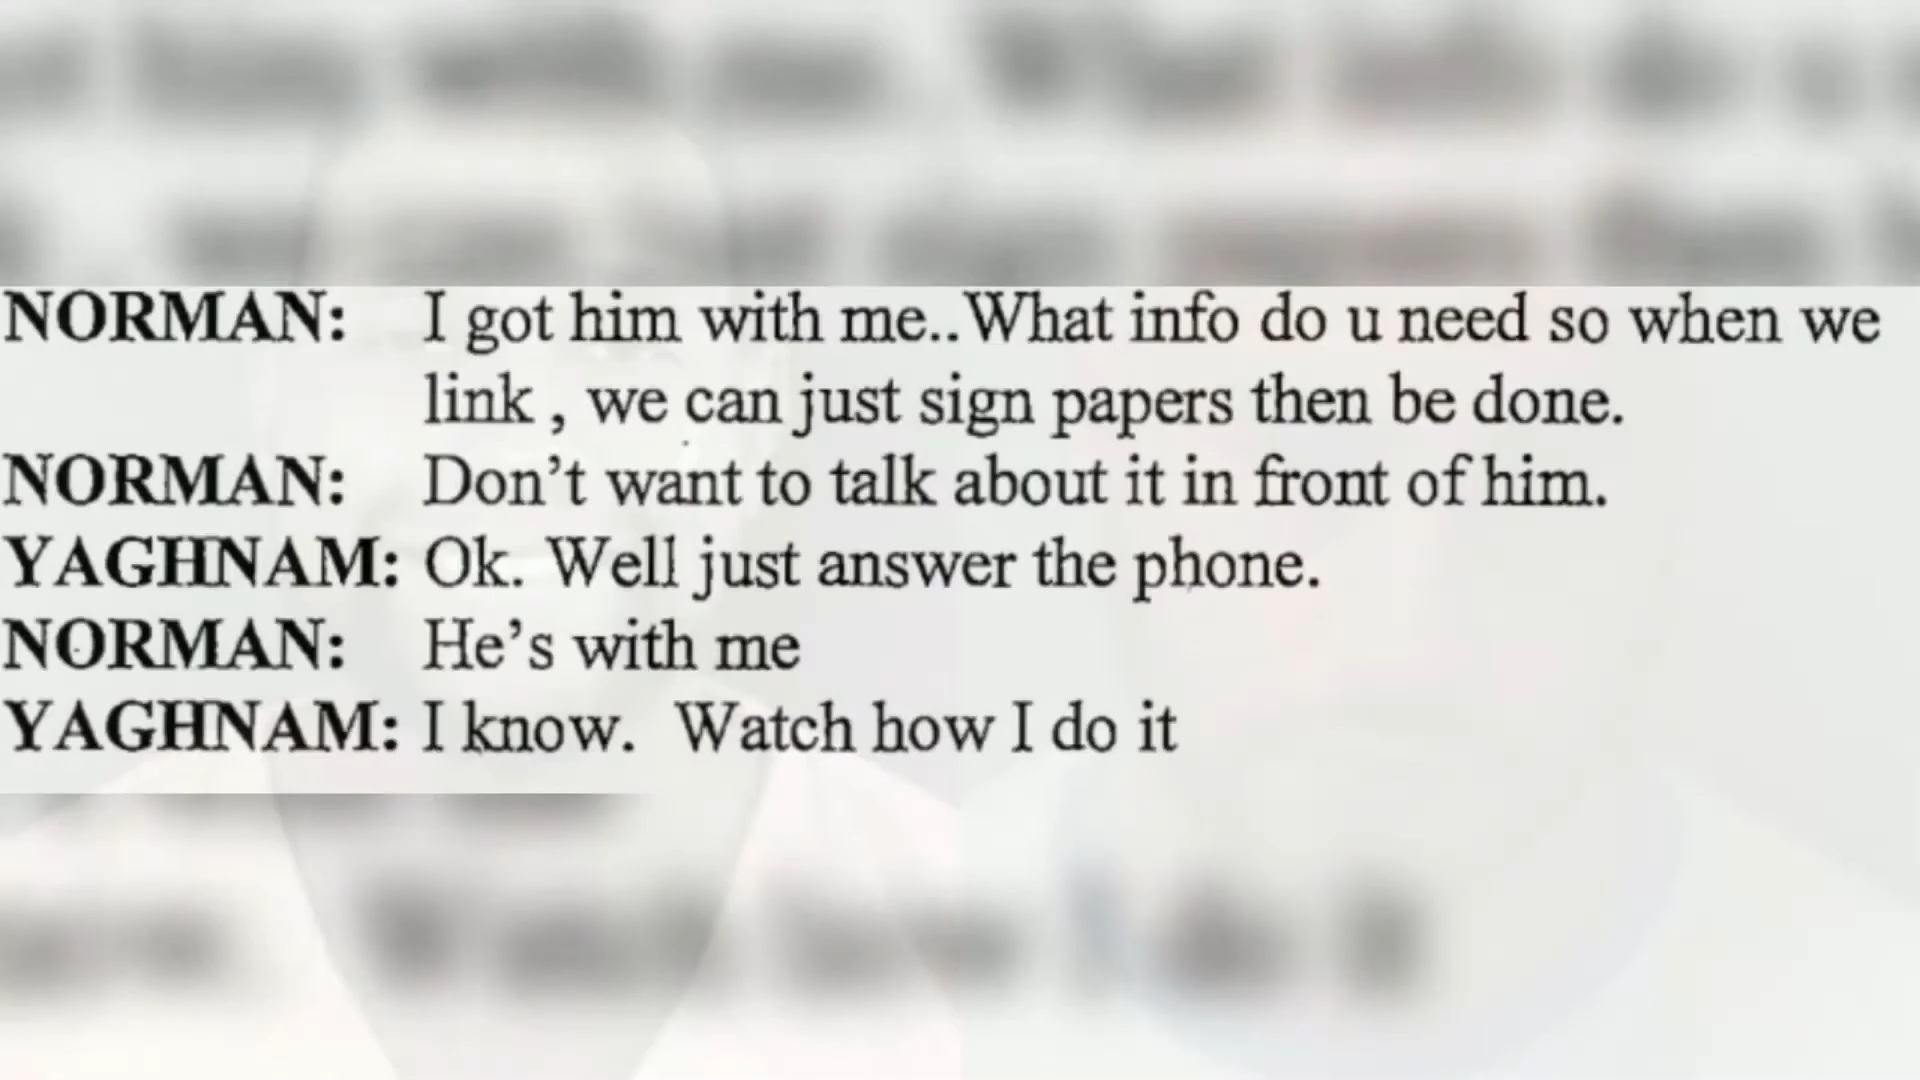 NORMAN: I got him with me..What info do u need so when we
link , we can just sign papers then be done.
NORMAN: Don't want to talk about it in front of him.
YAGHNAM: Ok. Well just answer the phone.
NORMAN: He's with me
YAGHNAM: I know. Watch how I do it